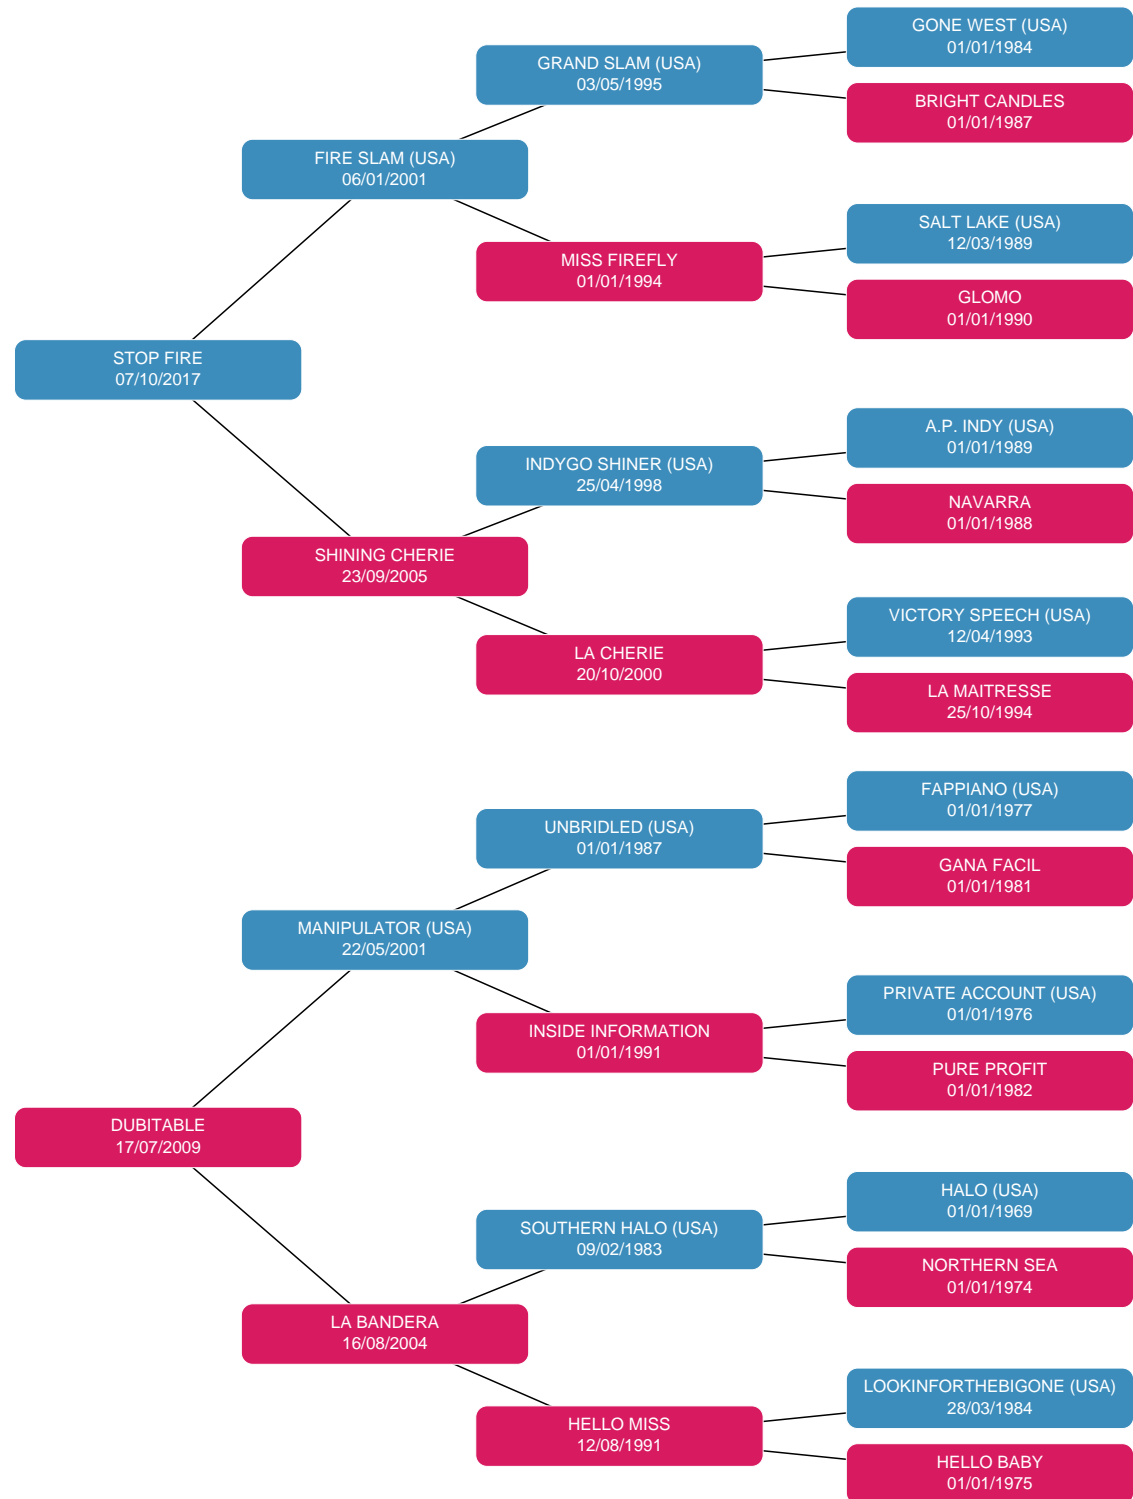 GONE WEST (USA)
01/01/1984
GRAND SLAM (USA)
03/05/1995
BRIGHT CANDLES
01/01/1987
FIRE SLAM (USA)
06/01/2001
SALT LAKE (USA)
12/03/1989
MISS FIREFLY
01/01/1994
GLOMO
01/01/1990
STOP FIRE
07/10/2017
A.P. INDY (USA)
01/01/1989
INDYGO SHINER (USA)
25/04/1998
NAVARRA
01/01/1988
SHINING CHERIE
23/09/2005
VICTORY SPEECH (USA)
12/04/1993
LA CHERIE
20/10/2000
LA MAITRESSE
25/10/1994
FAPPIANO (USA)
01/01/1977
UNBRIDLED (USA)
01/01/1987
GANA FACIL
01/01/1981
MANIPULATOR (USA)
22/05/2001
PRIVATE ACCOUNT (USA)
01/01/1976
INSIDE INFORMATION
01/01/1991
PURE PROFIT
01/01/1982
DUBITABLE
17/07/2009
HALO (USA)
01/01/1969
SOUTHERN HALO (USA)
09/02/1983
NORTHERN SEA
01/01/1974
LA BANDERA
16/08/2004
LOOKINFORTHEBIGONE (USA)
28/03/1984
HELLO MISS
12/08/1991
HELLO BABY
01/01/1975